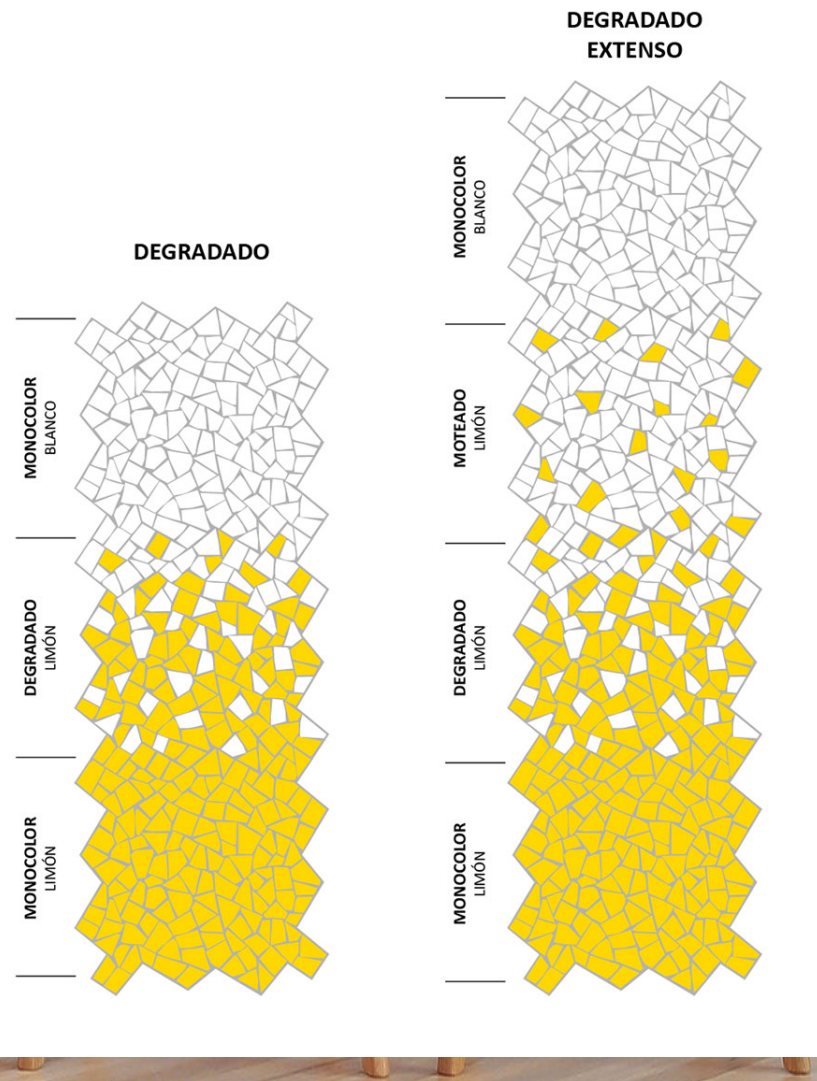 DEGRADADO
MONOCOLOR
BLANCO
DEGRADADO
LIMÓN
MONOCOLOR
LIMÓN
DEGRADADO
EXTENSO
MONOCOLOR
BLANCO
MOTEADO
LIMÓN
DEGRADADO
LIMÓN
MONOCOLOR
LIMÓN